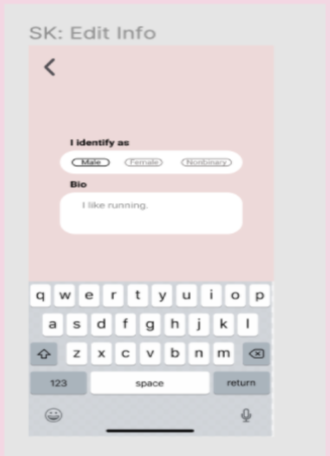 SK: Edit Info
I identify as
Male Female Nonbinary
Bio
I like running.
q w e r t y u i o p
a s d f g h j k l
z x c v b n m
123 space return